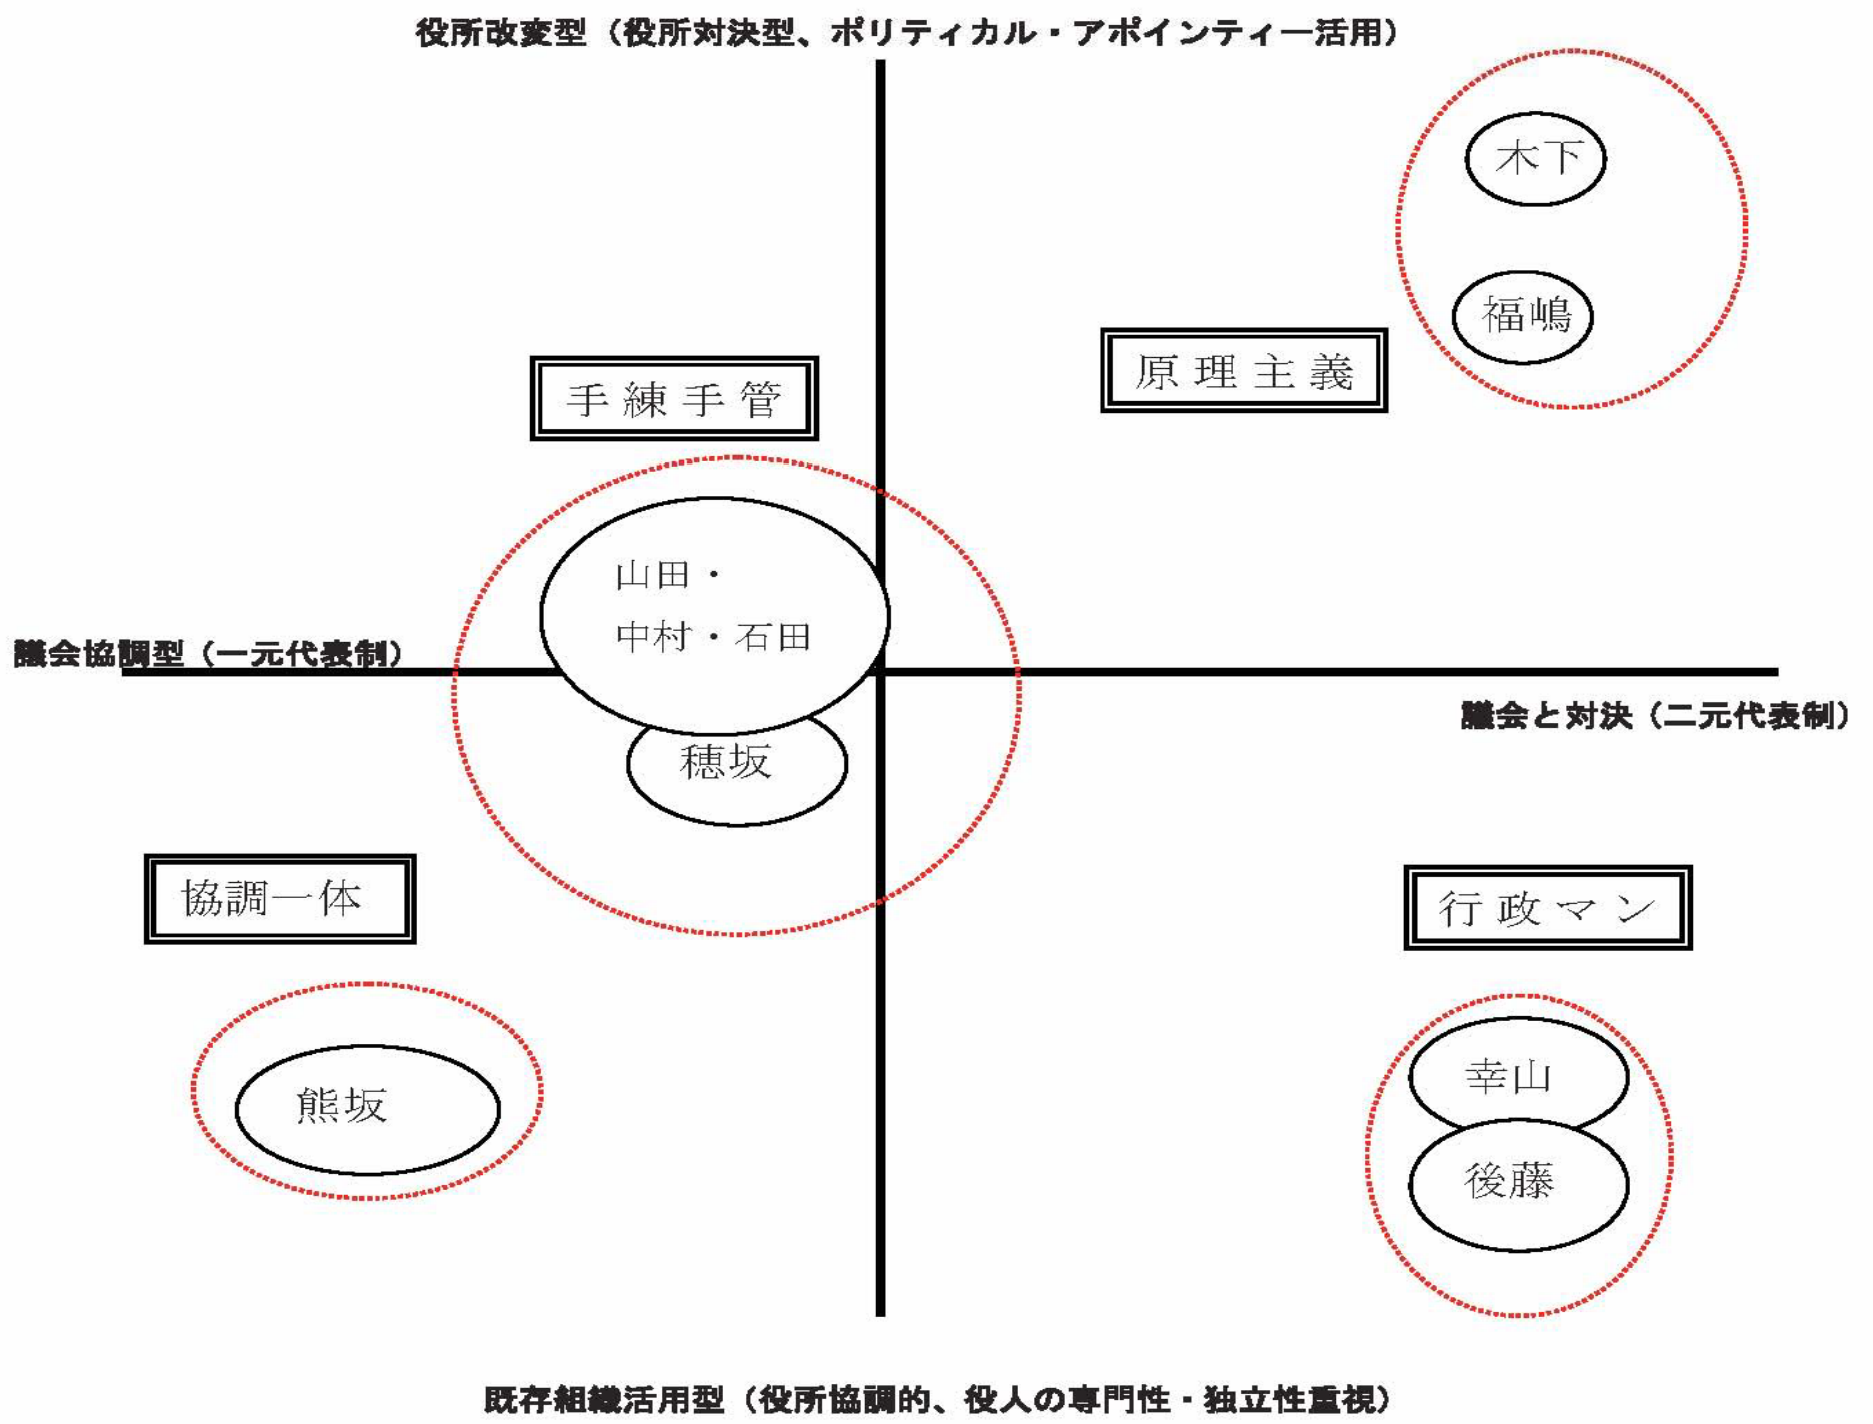 役所改変型（役所対決型、ポリティカル・アポインティー活用）
木下
福嶋
原理主義
手練手管
山田・
中村・石田
議会協調型（一元代表制）
議会と対決（二元代表制）
穂坂
協調一体
行政マン
熊坂
幸山
後藤
既存組織活用型（役所協調的、役人の専門性・独立性重視）